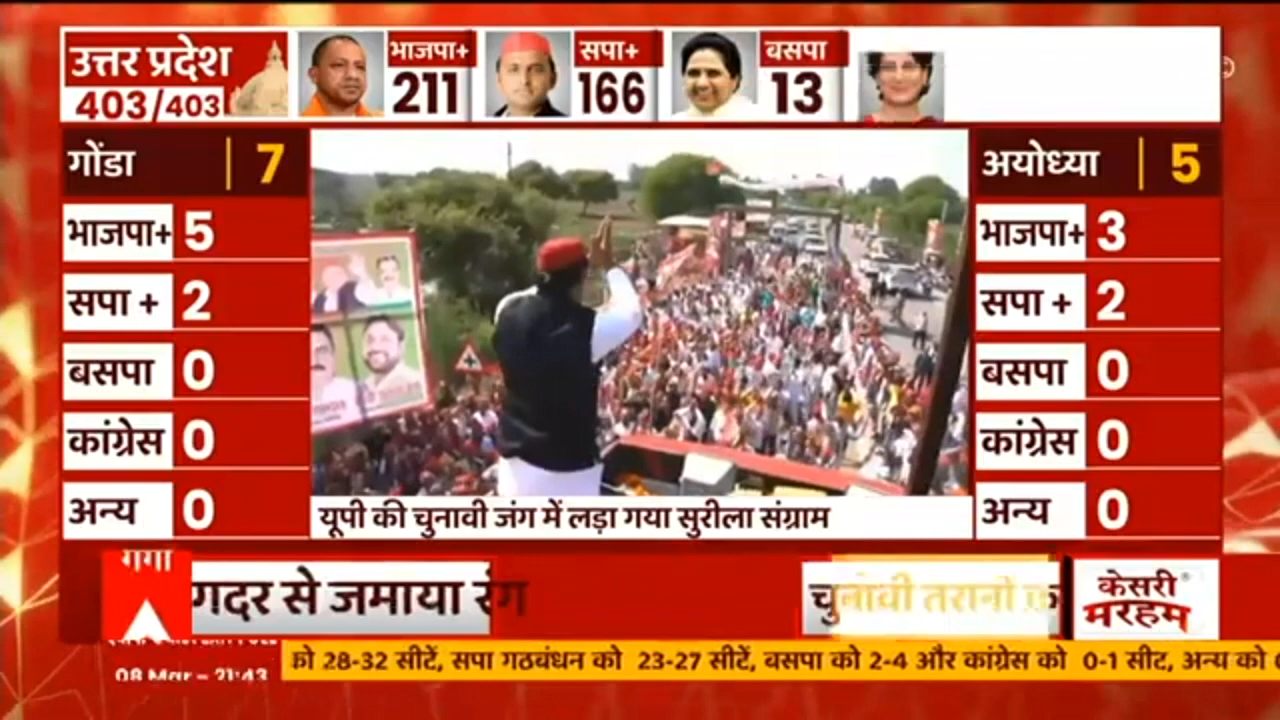 उत्तर प्रदेश
403/403
भाजपा+
211
सपा+
166
बसपा
13
गोंडा 7
भाजपा+ 5
सपा + 2
बसपा 0
कांग्रेस 0
अन्य 0
अयोध्या 5
भाजपा+ 3
सपा + 2
बसपा 0
कांग्रेस 0
अन्य 0
यूपी की चुनावी जंग में लड़ा गया सुरीला संग्राम
गंगा
गदर से जमाया रंग
चुनावी तरानों
केसरी मरहम
08 Mar - 21:43
को 28-32 सीटें, सपा गठबंधन को 23-27 सीटें, बसपा को 2-4 और कांग्रेस को 0-1 सीट, अन्य को